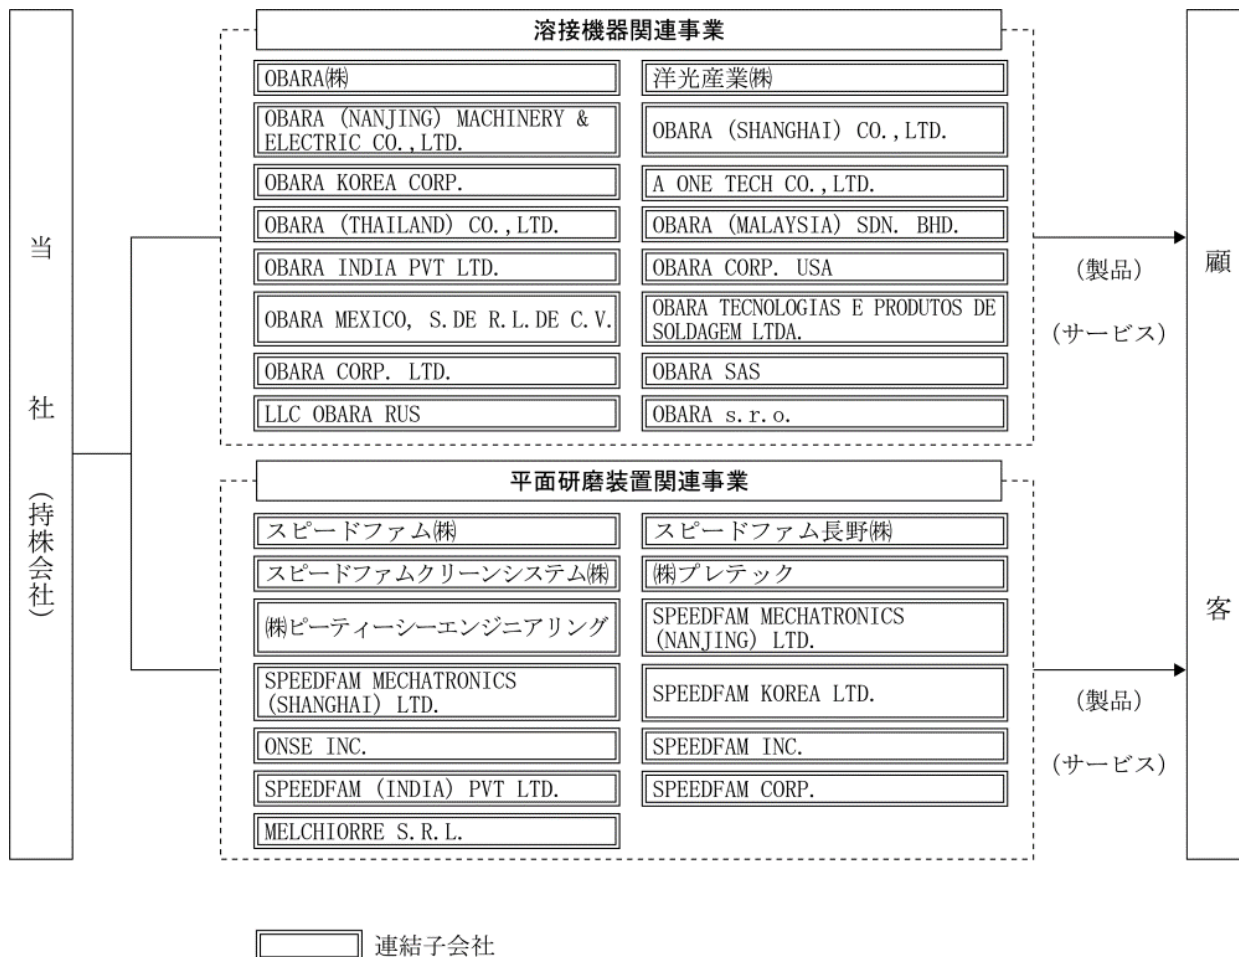 当社(持株会社)
溶接機器関連事業
OBARA㈱
洋光産業㈱
OBARA (NANJING) MACHINERY &
ELECTRIC CO.,LTD.
OBARA (SHANGHAI) CO.,LTD.
OBARA KOREA CORP.
A ONE TECH CO.,LTD.
OBARA (THAILAND) CO.,LTD.
OBARA (MALAYSIA) SDN. BHD.
OBARA INDIA PVT LTD.
OBARA CORP. USA
OBARA MEXICO, S.DE R.L.DE C.V.
OBARA TECNOLOGIAS E PRODUTOS DE
SOLDAGEM LTDA.
OBARA CORP. LTD.
OBARA SAS
LLC OBARA RUS
OBARA s.r.o.
(製品)
(サービス)
平面研磨装置関連事業
スピードファム㈱
スピードファム長野㈱
スピードファムクリーンシステム㈱
㈱プレテック
㈱ピーティーシーエンジニアリング
SPEEDFAM MECHATRONICS
(NANJING) LTD.
SPEEDFAM MECHATRONICS
(SHANGHAI) LTD.
SPEEDFAM KOREA LTD.
ONSE INC.
SPEEDFAM INC.
SPEEDFAM (INDIA) PVT LTD.
SPEEDFAM CORP.
MELCHIORRE S.R.L.
(製品)
(サービス)
顧客
連結子会社